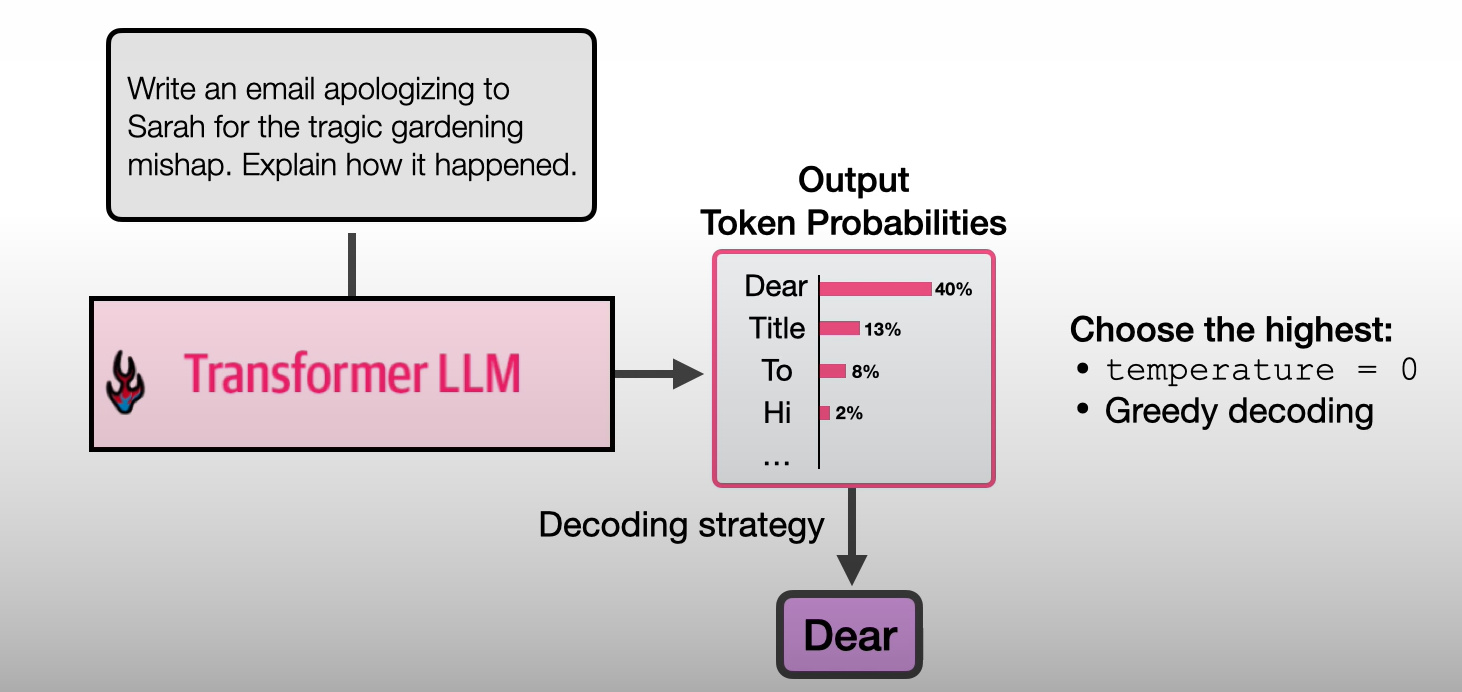 Write an email apologizing to
Sarah for the tragic gardening
mishap. Explain how it happened.
Transformer LLM
Output
Token Probabilities
Dear 40%
Title 13%
To 8%
Hi 2%
...
Choose the highest:
• temperature = 0
• Greedy decoding
Decoding strategy
Dear